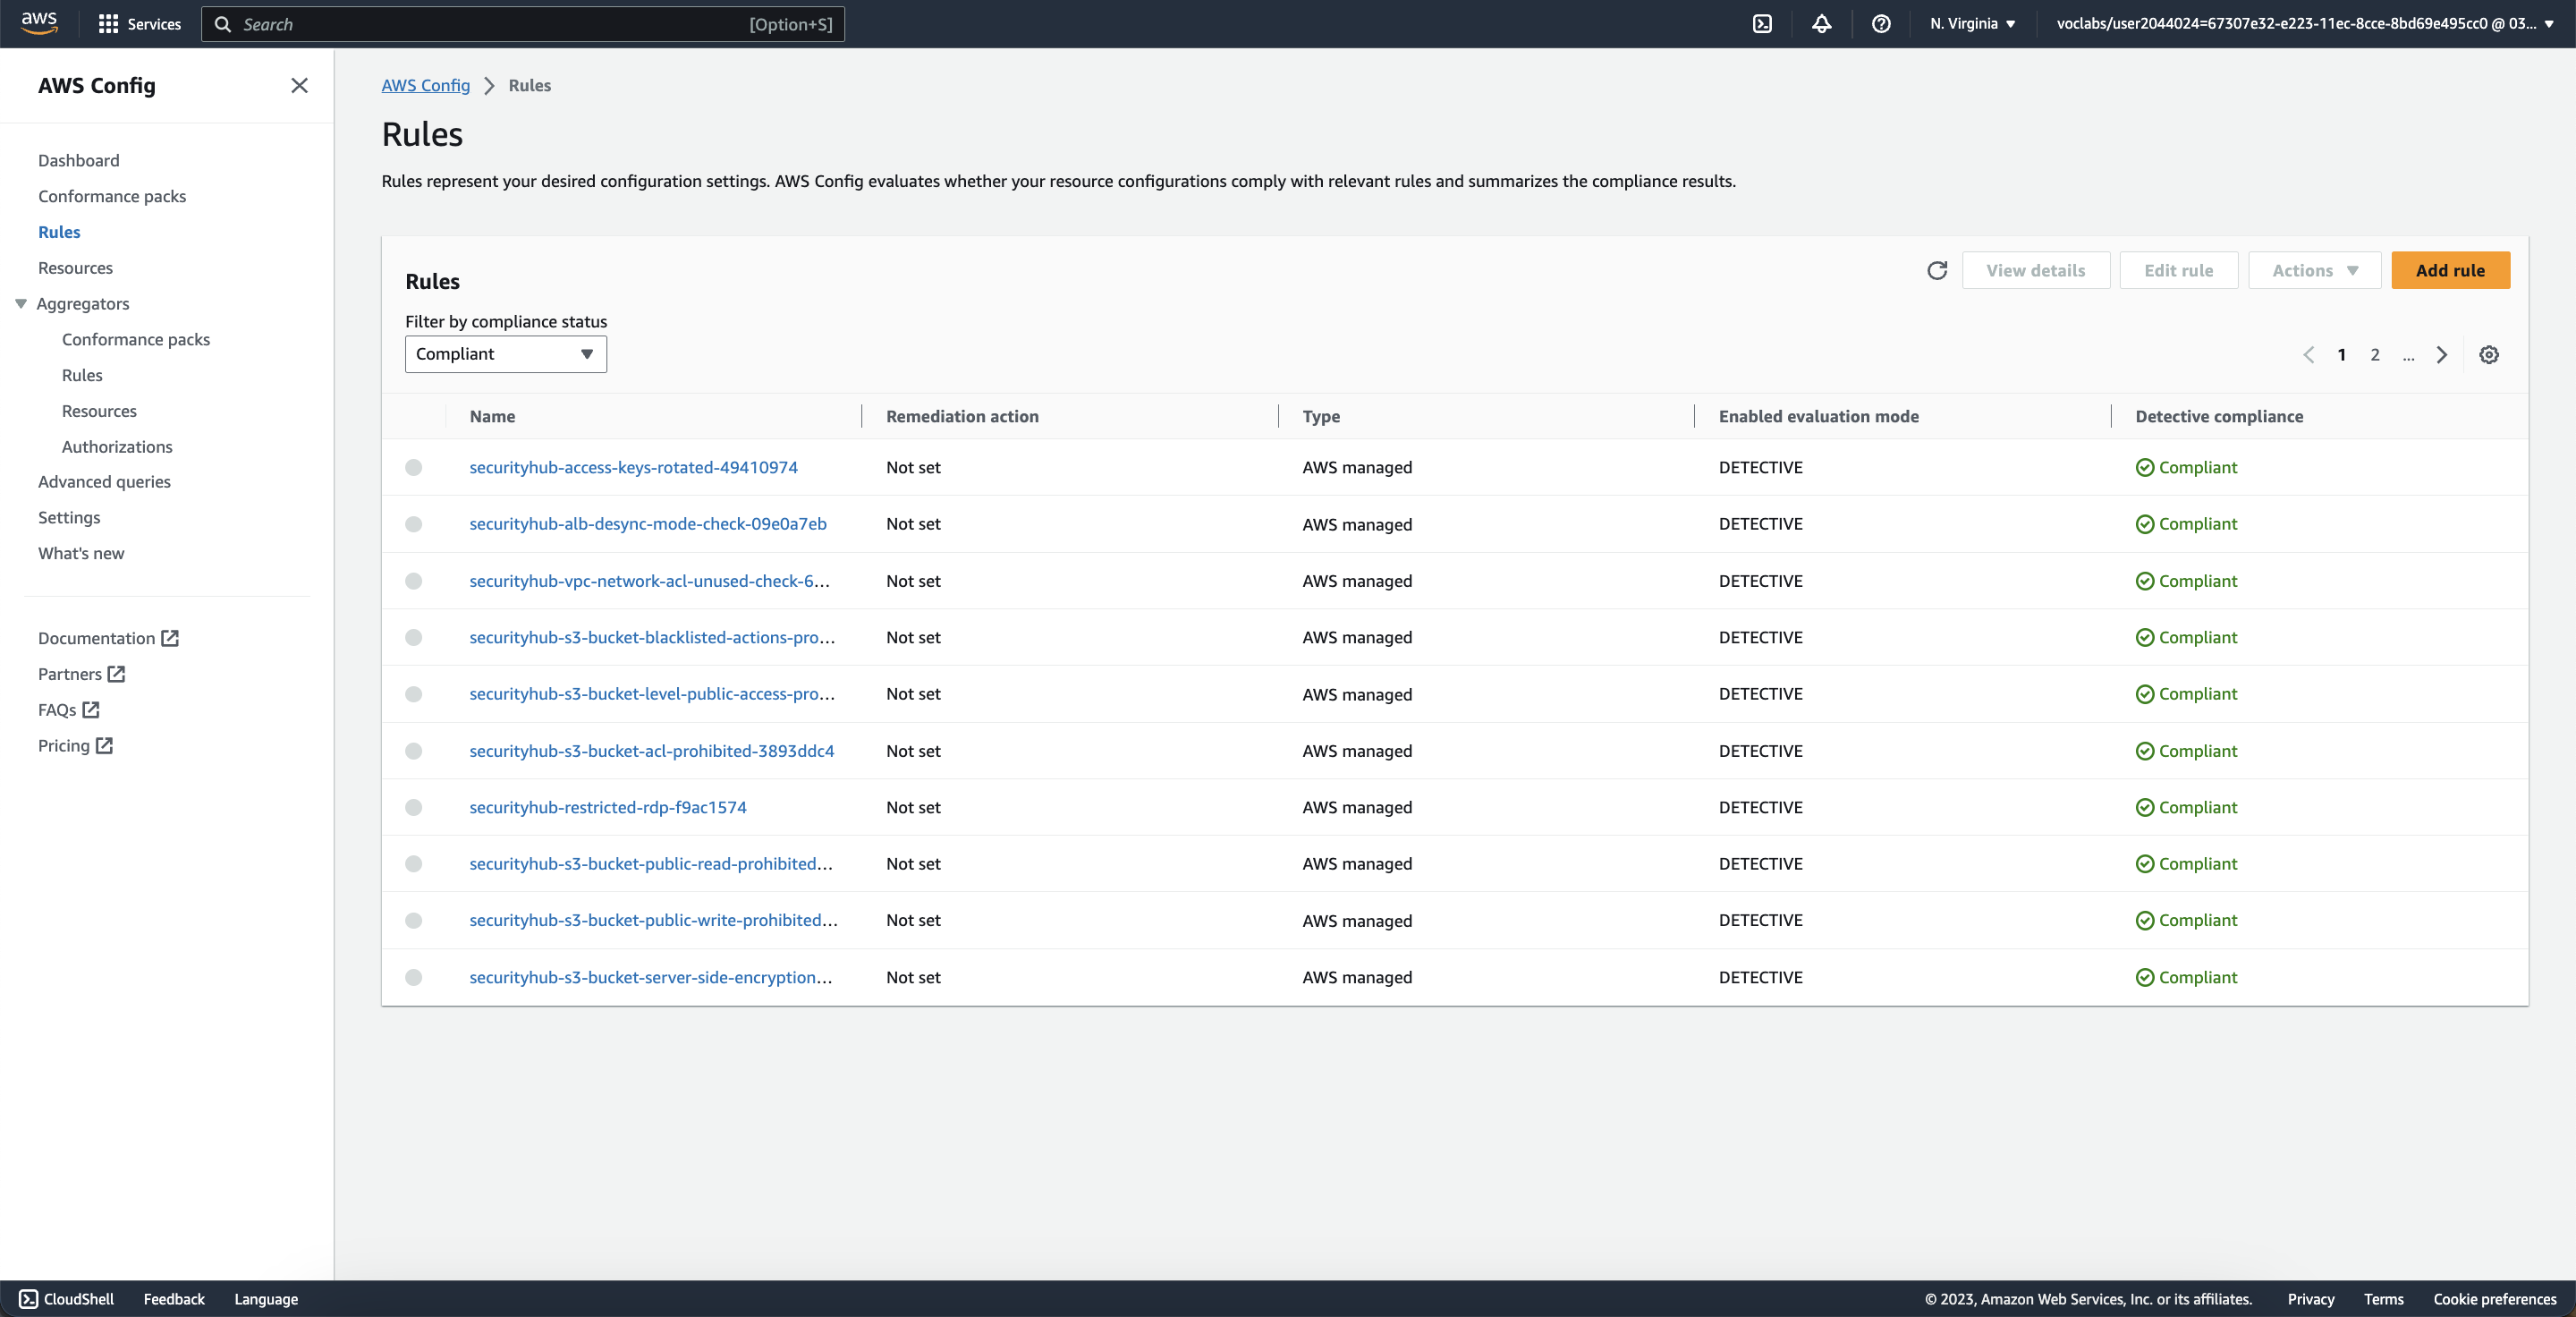 aws Services Search [Option+S] N. Virginia voclabs/user2044024=67307e32-e223-11ec-8cce-8bd69e495cc0 @ 03...
AWS Config
Dashboard
Conformance packs
Rules
Resources
Aggregators
Conformance packs
Rules
Resources
Authorizations
Advanced queries
Settings
What's new
Documentation
Partners
FAQs
Pricing
AWS Config Rules
Rules
Rules represent your desired configuration settings. AWS Config evaluates whether your resource configurations comply with relevant rules and summarizes the compliance results.
Rules View details Edit rule Actions Add rule
Filter by compliance status
Compliant 1 2 ...
Name Remediation action Type Enabled evaluation mode Detective compliance
securityhub-access-keys-rotated-49410974 Not set AWS managed DETECTIVE Compliant
securityhub-alb-desync-mode-check-09e0a7eb Not set AWS managed DETECTIVE Compliant
securityhub-vpc-network-acl-unused-check-6... Not set AWS managed DETECTIVE Compliant
securityhub-s3-bucket-blacklisted-actions-pro... Not set AWS managed DETECTIVE Compliant
securityhub-s3-bucket-level-public-access-pro... Not set AWS managed DETECTIVE Compliant
securityhub-s3-bucket-acl-prohibited-3893ddc4 Not set AWS managed DETECTIVE Compliant
securityhub-restricted-rdp-f9ac1574 Not set AWS managed DETECTIVE Compliant
securityhub-s3-bucket-public-read-prohibited... Not set AWS managed DETECTIVE Compliant
securityhub-s3-bucket-public-write-prohibited... Not set AWS managed DETECTIVE Compliant
securityhub-s3-bucket-server-side-encryption... Not set AWS managed DETECTIVE Compliant
CloudShell Feedback Language © 2023, Amazon Web Services, Inc. or its affiliates. Privacy Terms Cookie preferences